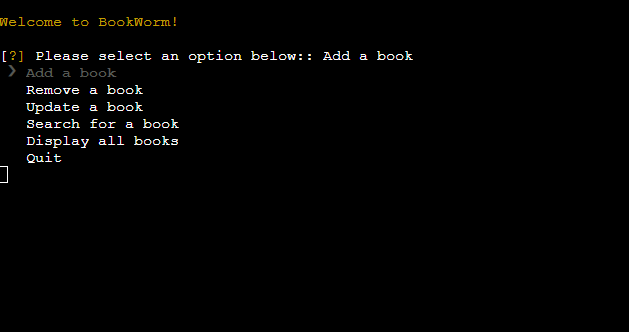 Welcome to BookWorm!
[?] Please select an option below:: Add a book
❯ Add a book
Remove a book
Update a book
Search for a book
Display all books
Quit